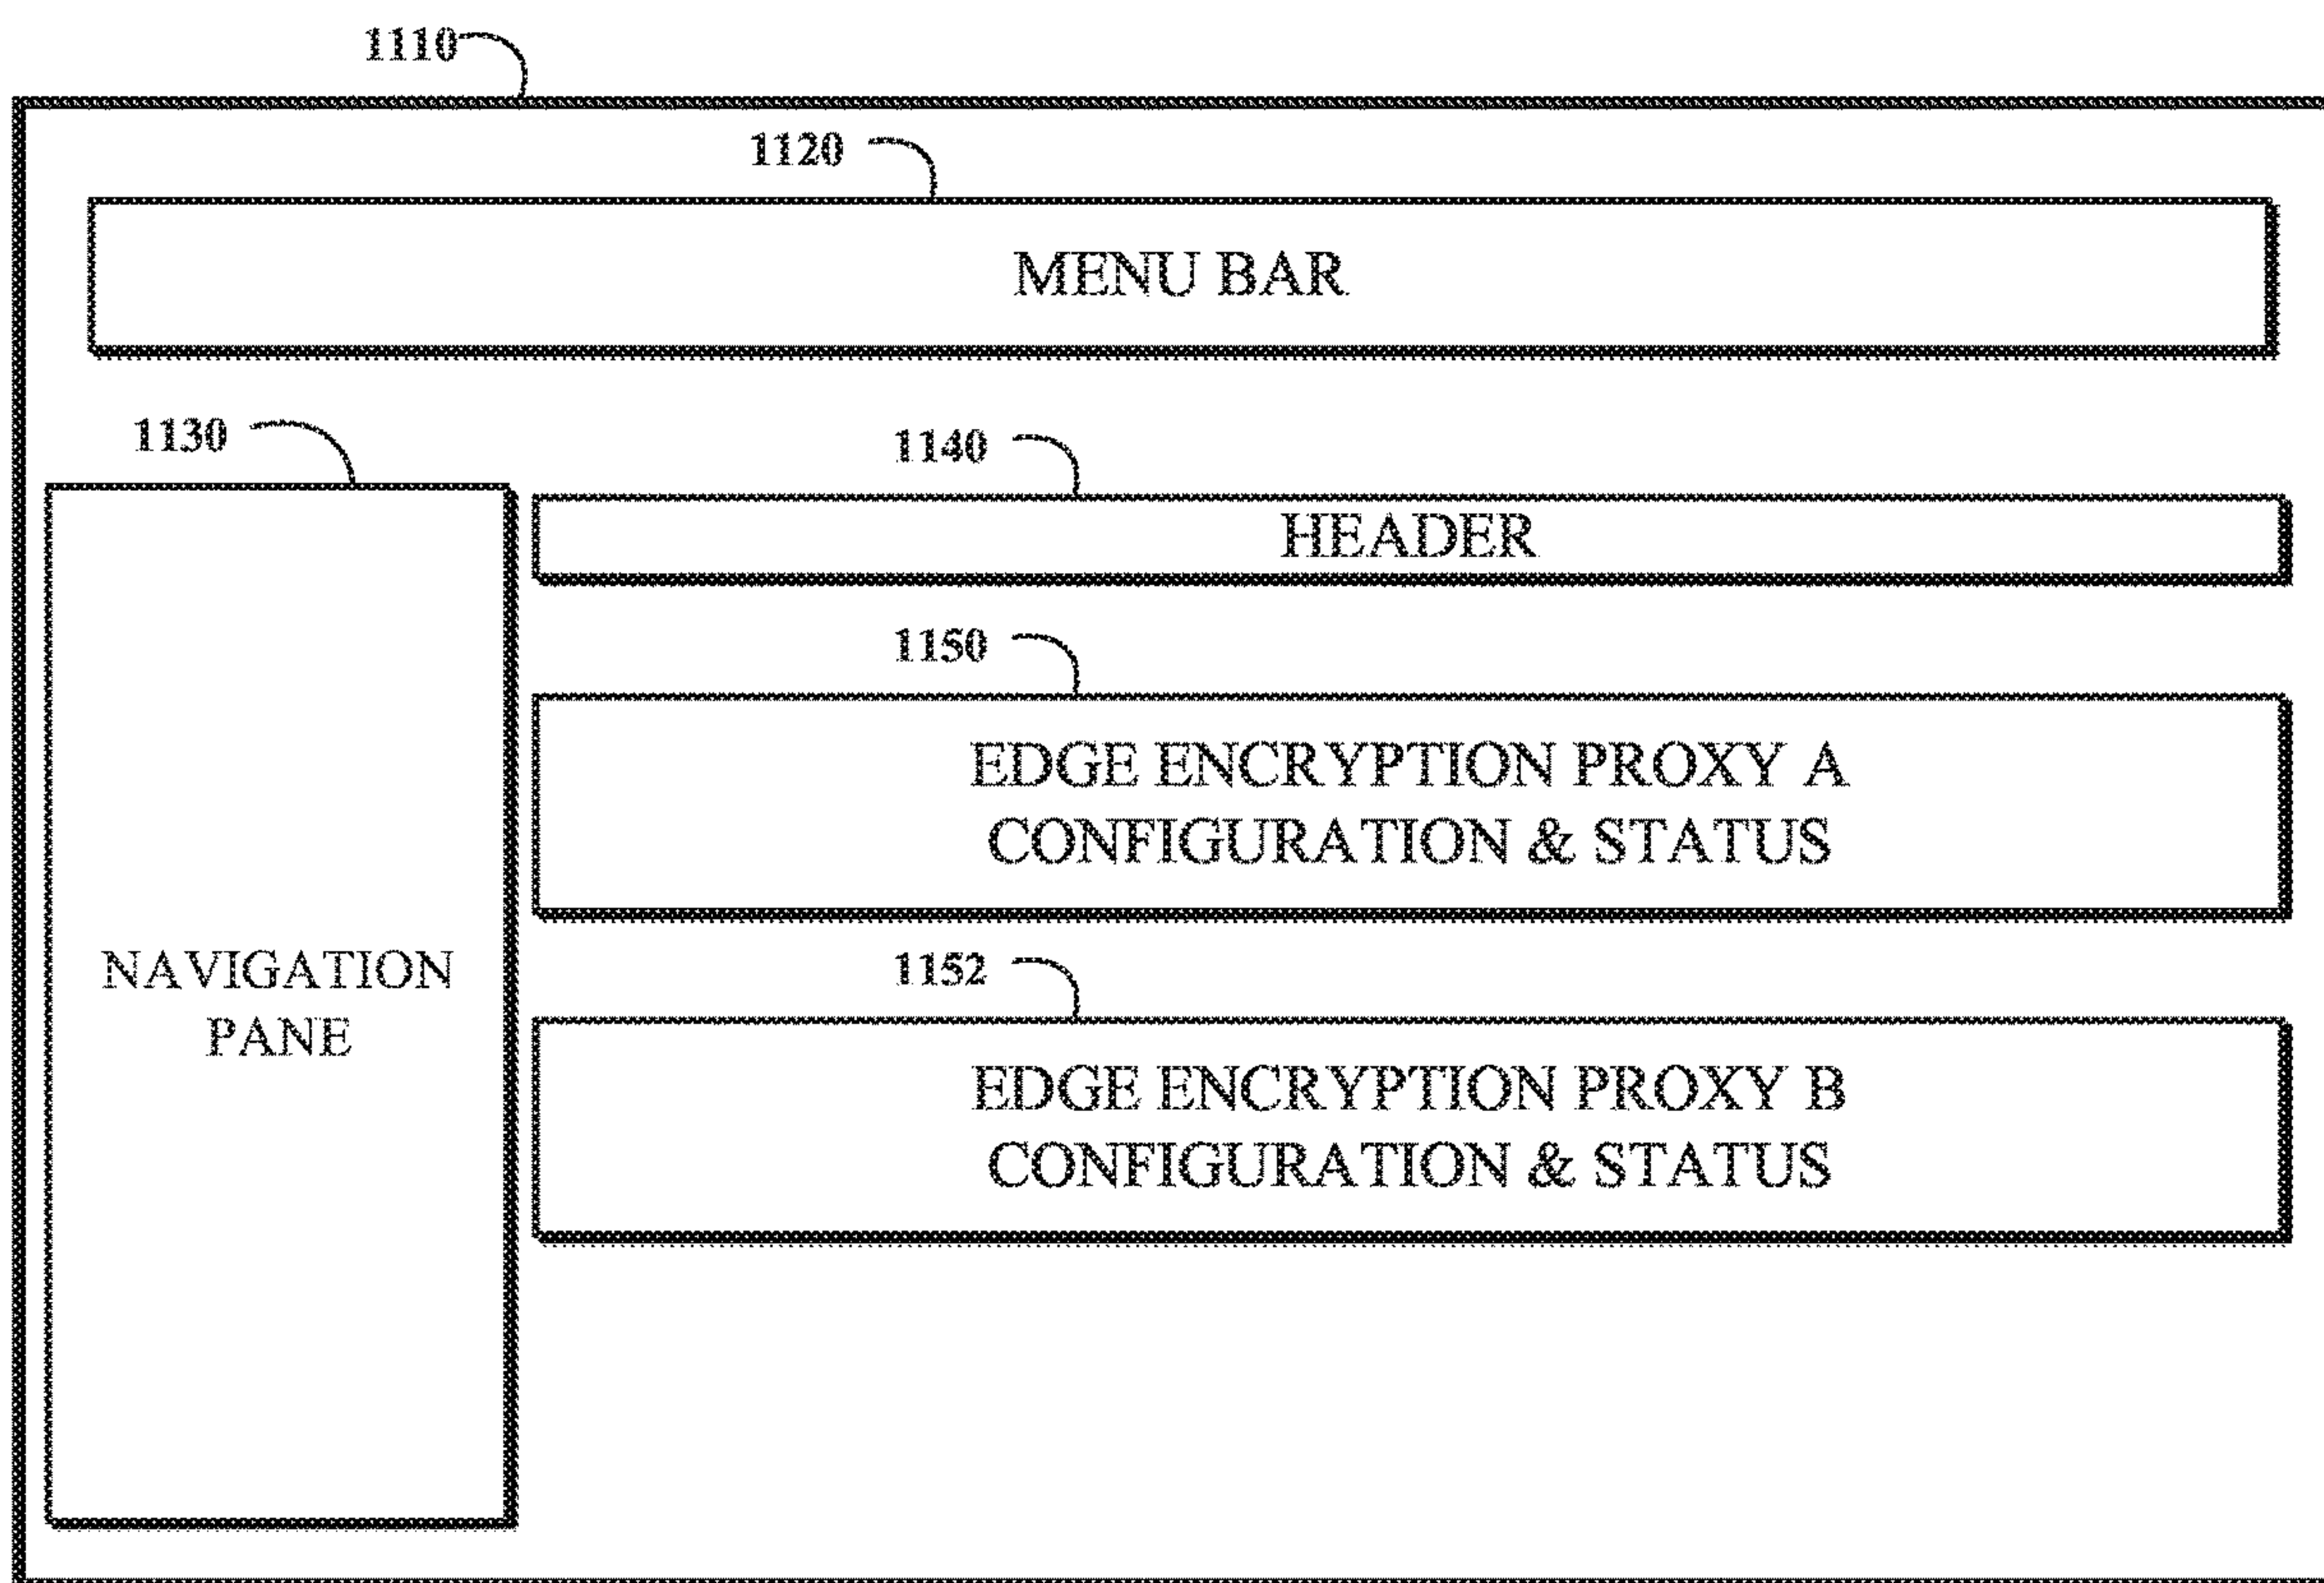 1110
1120
MENU BAR
1130
1140
HEADER
1150
EDGE ENCRYPTION PROXY A
CONFIGURATION & STATUS
NAVIGATION
PANE
1152
EDGE ENCRYPTION PROXY B
CONFIGURATION & STATUS